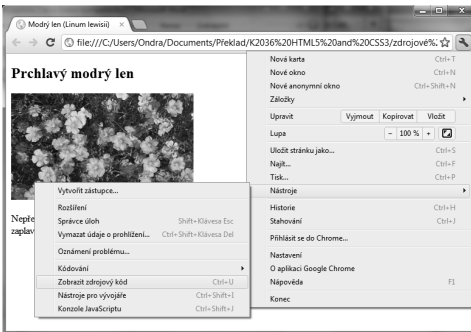 Modrý len (Linum lewisii)
file:///C:/Users/Ondra/Documents/Překlad/K2036%20HTML5%20and%20CSS3/zdrojové%
Prchlavý modrý len
Nepře
zaplav
Nová karta Ctrl+T
Nové okno Ctrl+N
Nové anonymní okno Ctrl+Shift+N
Záložky
Upravit Vyjmout Kopírovat Vložit
Lupa − 100 % +
Uložit stránku jako... Ctrl+S
Najít... Ctrl+F
Tisk... Ctrl+P
Nástroje
Historie Ctrl+H
Stahování Ctrl+J
Přihlásit se do Chrome...
Nastavení
O aplikaci Google Chrome
Nápověda F1
Konec
Vytvořit zástupce...
Rozšíření
Správce úloh Shift+Klávesa Esc
Vymazat údaje o prohlížení... Ctrl+Shift+Klávesa Del
Oznámení problému...
Kódování
Zobrazit zdrojový kód Ctrl+U
Nástroje pro vývojáře Ctrl+Shift+I
Konzole JavaScriptu Ctrl+Shift+J